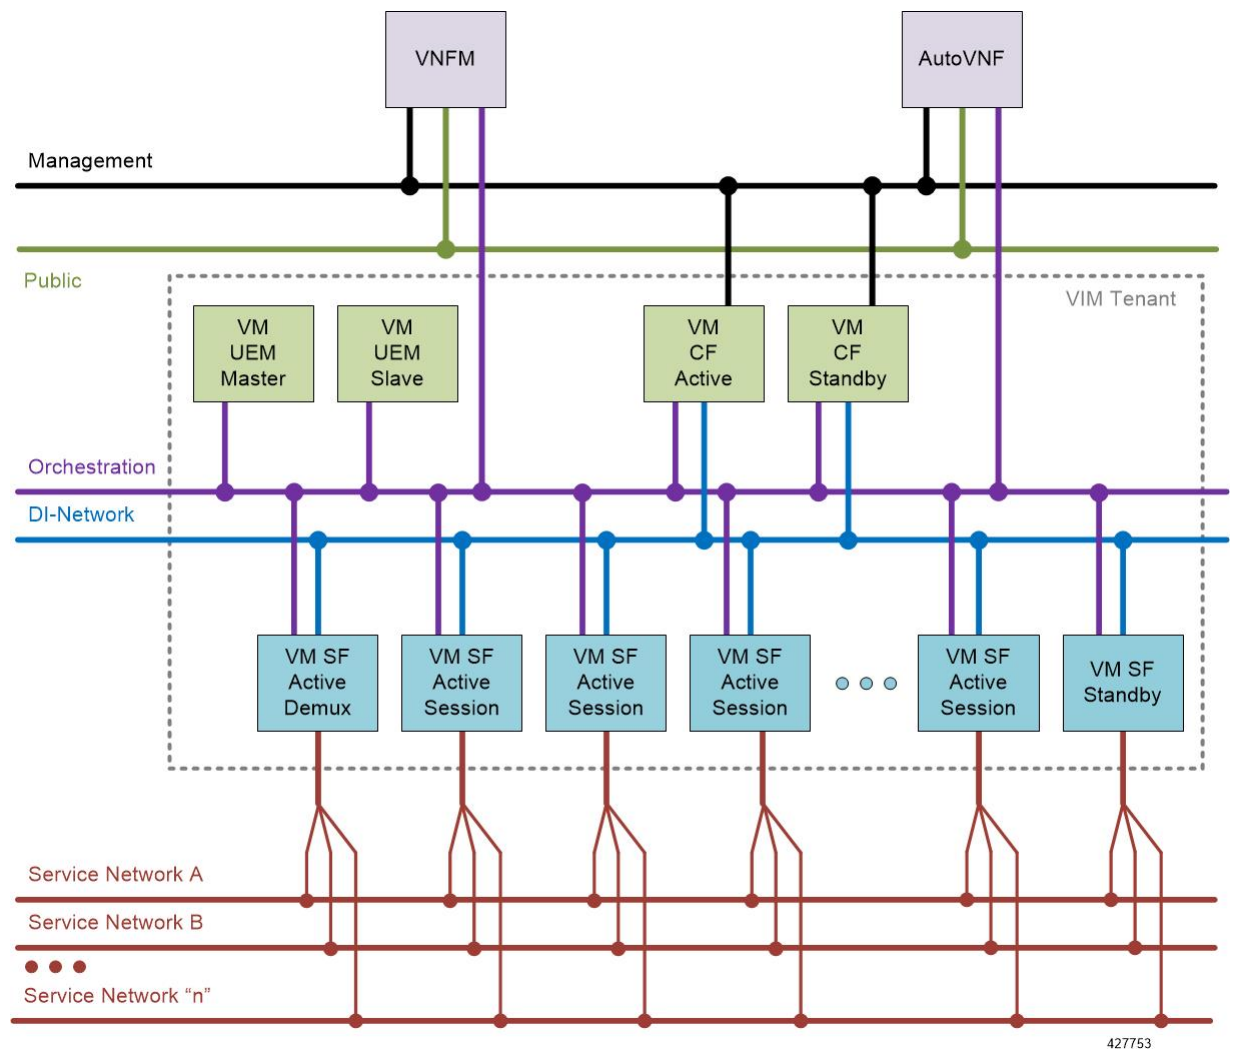 VNFM
AutoVNF
Management
Public
VIM Tenant
VM
UEM
Master
VM
UEM
Slave
VM
CF
Active
VM
CF
Standby
Orchestration
DI-Network
VM SF
Active
Demux
VM SF
Active
Session
VM SF
Active
Session
VM SF
Active
Session
VM SF
Active
Session
VM SF
Standby
Service Network A
Service Network B
Service Network “n”
427753